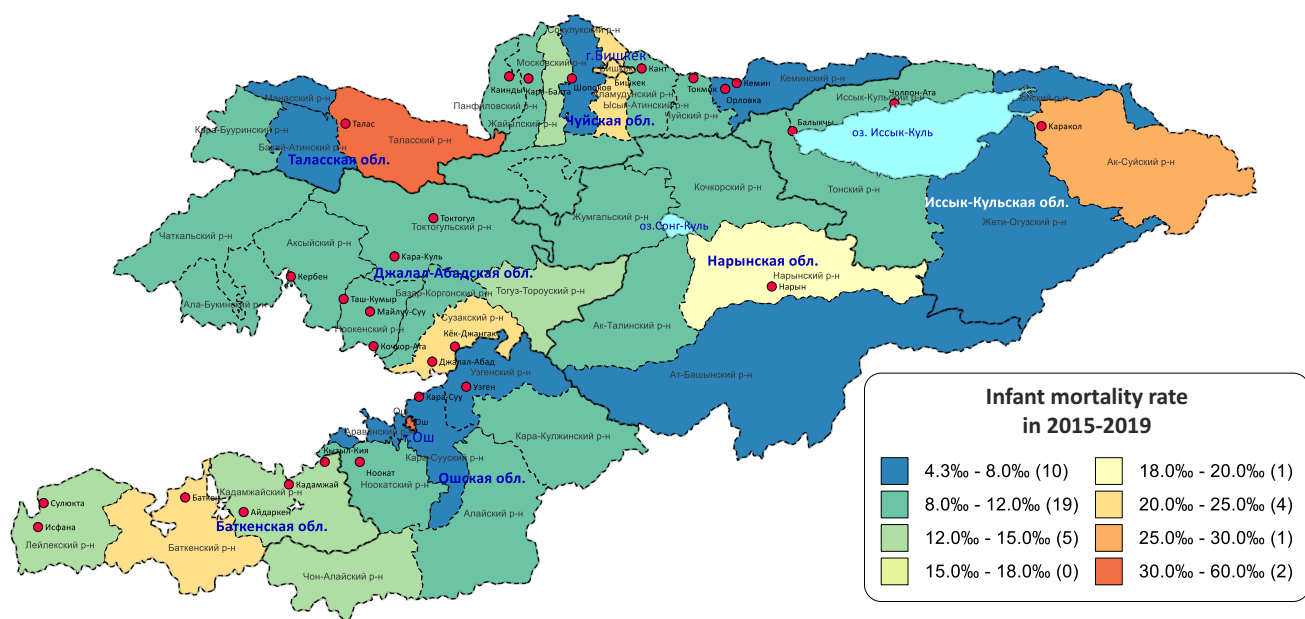 Сокулукский р-н
г.Бишкек
Бишкек
Московский р-н
Кант
Бишкек
Каинды
Кара-Балта
Шопоков
Аламудунский р-н
Токмак
Кемин
Кеминский р-н
Орловка
Панфиловский р-н
Ысык-Атинский р-н
Чуйский р-н
Жайылский р-н
Чуйская обл.
Иссык-Кульский р-н
Чолпон-Ата
Балыкчы
оз. Иссык-Куль
Каракол
Ак-Суйский р-н
Манасский р-н
Кара-Бууринский р-н
Талас
Таласский р-н
Бакай-Атинский р-н
Таласская обл.
Кочкорский р-н
Тонский р-н
Иссык-Кульская обл.
Жети-Огузский р-н
Токтогул
Токтогульский р-н
Жумгальский р-н
оз.Сонг-Куль
Чаткальский р-н
Аксыйский р-н
Кара-Куль
Джалал-Абадская обл.
Нарынская обл.
Нарынский р-н
Нарын
Кербен
Ала-Букинский р-н
Базар-Коргонский р-н
Тогуз-Тороуский р-н
Таш-Кумыр
Майлуу-Суу
Ноокенский р-н
Сузакский р-н
Ак-Талинский р-н
Кёк-Джангак
Кочкор-Ата
Джалал-Абад
Узгенский р-н
Ат-Башынский р-н
Узген
Кара-Суу
Ош
Ош
Араванский р-н
г.Ош
Кара-Кулжинский р-н
Кызыл-Кия
Кара-Сууский р-н
Ноокат
Ноокатский р-н
Ошская обл.
Кадамжай
Кадамжайский р-н
Баткен
Айдаркен
Баткенская обл.
Алайский р-н
Сулюкта
Исфана
Лейлекский р-н
Баткенский р-н
Чон-Алайский р-н
Infant mortality rate
in 2015-2019
4.3‰ - 8.0‰ (10)
8.0‰ - 12.0‰ (19)
12.0‰ - 15.0‰ (5)
15.0‰ - 18.0‰ (0)
18.0‰ - 20.0‰ (1)
20.0‰ - 25.0‰ (4)
25.0‰ - 30.0‰ (1)
30.0‰ - 60.0‰ (2)